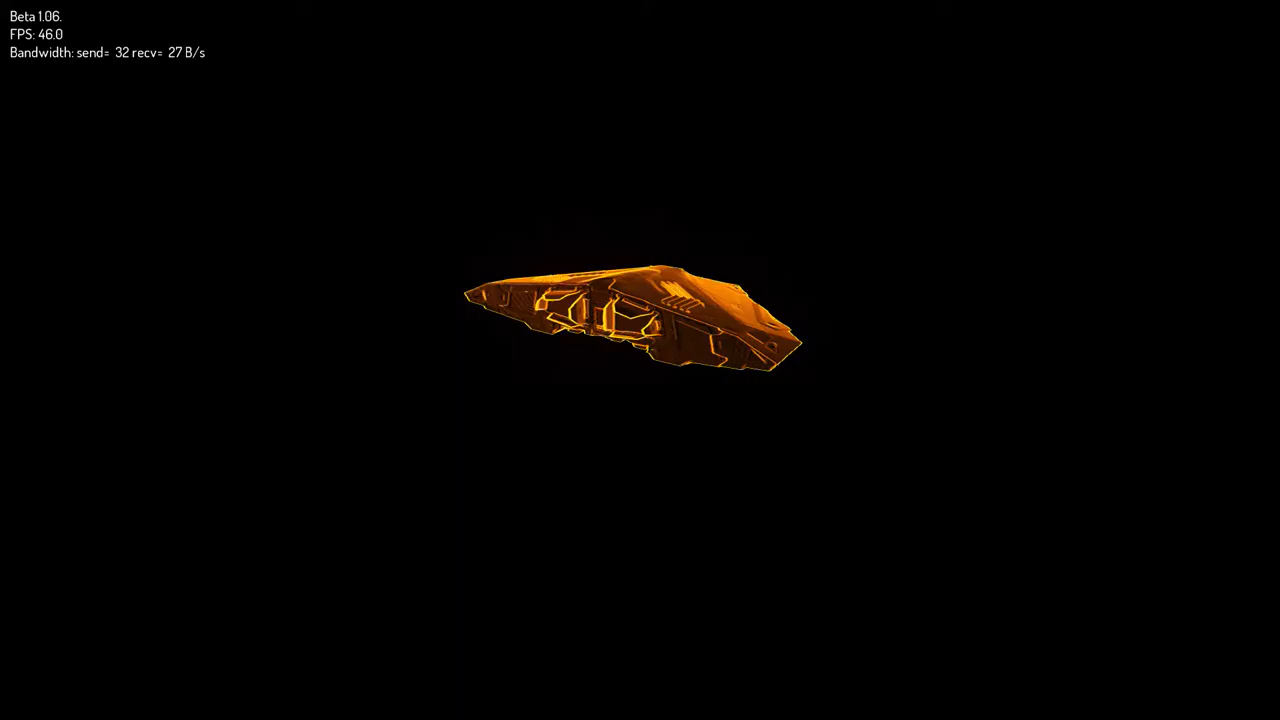 Beta 1.06.
FPS: 46.0
Bandwidth: send= 32 recv= 27 B/s